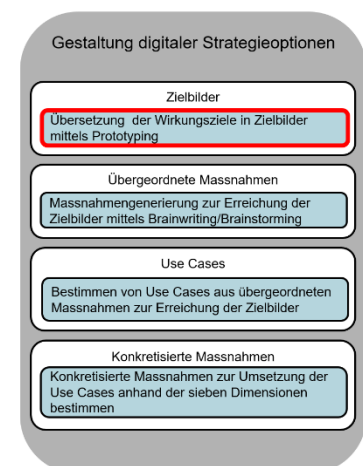 Gestaltung digitaler Strategieoptionen
Zielbilder
Übersetzung der Wirkungsziele in Zielbilder
mittels Prototyping
Übergeordnete Massnahmen
Massnahmengenerierung zur Erreichung der
Zielbilder mittels Brainwriting/Brainstorming
Use Cases
Bestimmen von Use Cases aus übergeordneten
Massnahmen zur Erreichung der Zielbilder
Konkretisierte Massnahmen
Konkretisierte Massnahmen zur Umsetzung der
Use Cases anhand der sieben Dimensionen
bestimmen